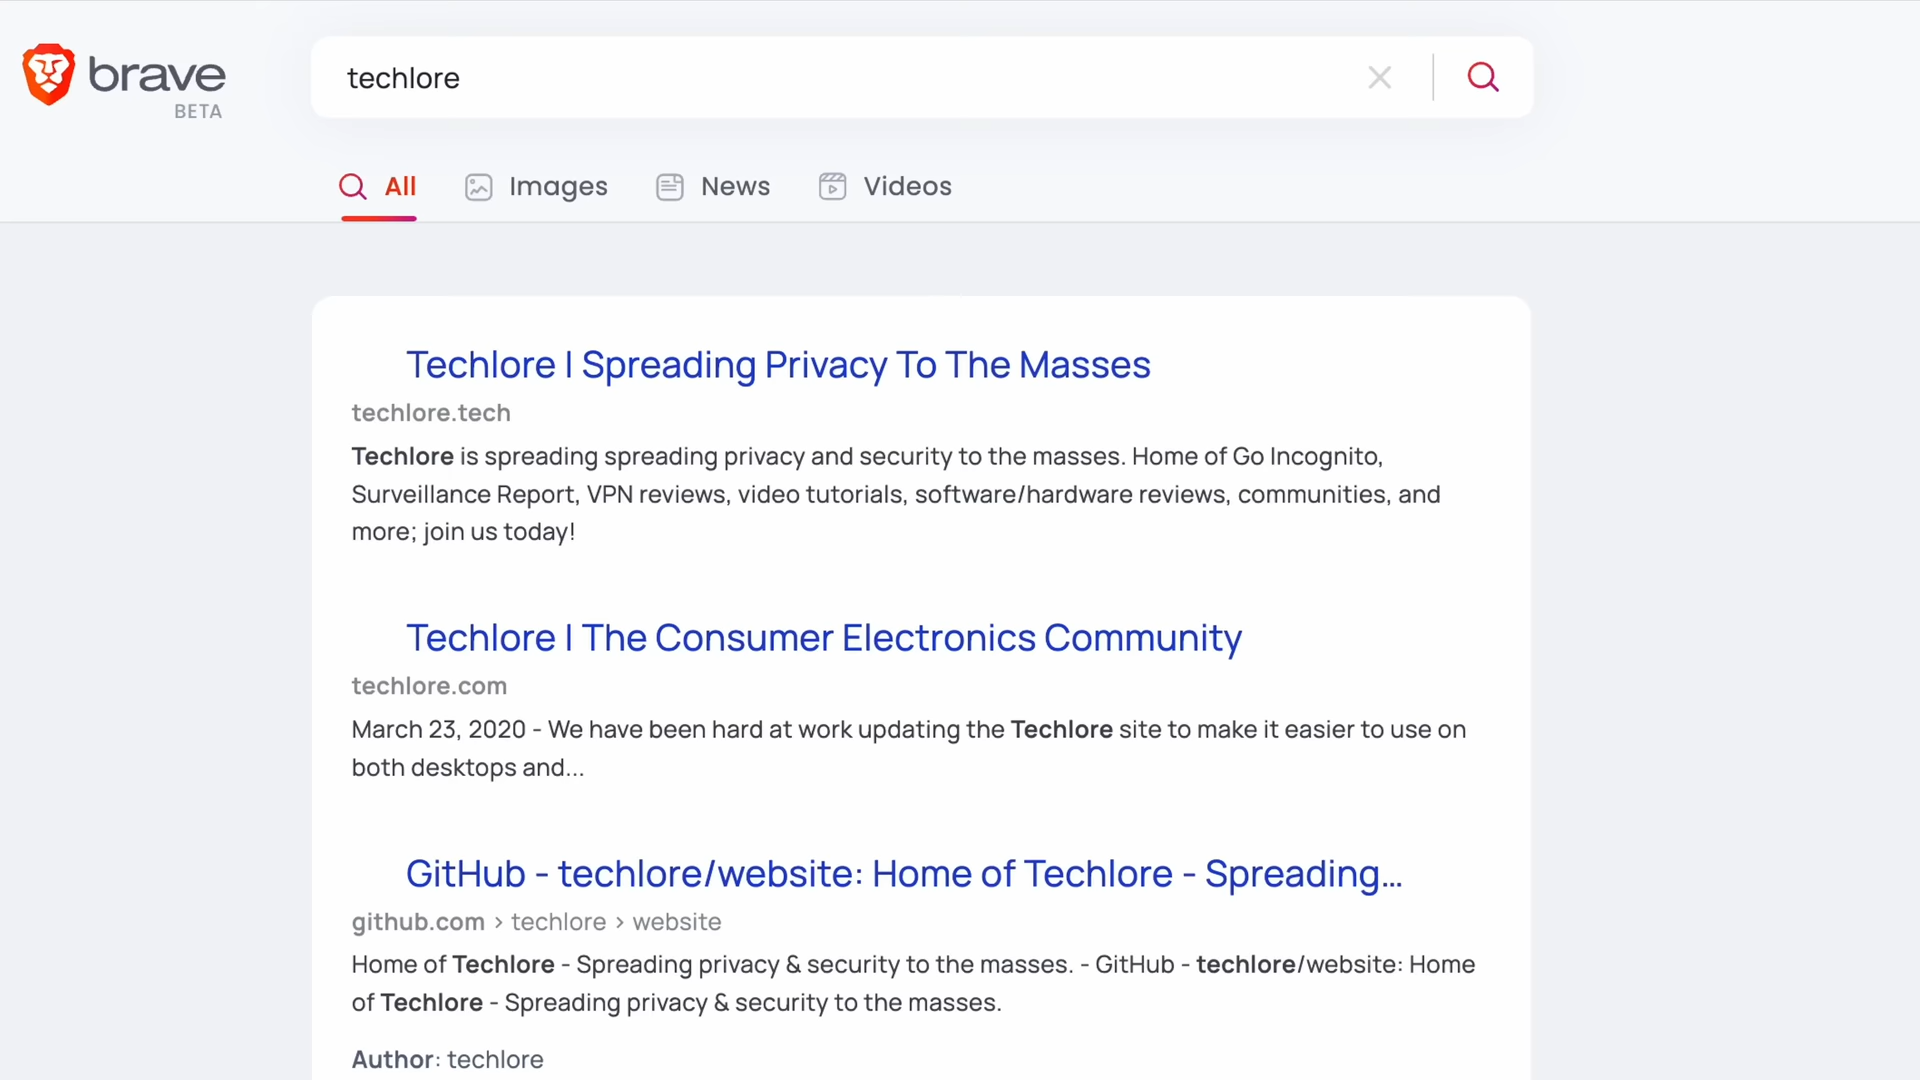 brave
BETA
techlore
All Images News Videos
Techlore | Spreading Privacy To The Masses
techlore.tech
Techlore is spreading spreading privacy and security to the masses. Home of Go Incognito,
Surveillance Report, VPN reviews, video tutorials, software/hardware reviews, communities, and
more; join us today!
Techlore | The Consumer Electronics Community
techlore.com
March 23, 2020 - We have been hard at work updating the Techlore site to make it easier to use on
both desktops and...
GitHub - techlore/website: Home of Techlore - Spreading...
github.com › techlore › website
Home of Techlore - Spreading privacy & security to the masses. - GitHub - techlore/website: Home
of Techlore - Spreading privacy & security to the masses.
Author: techlore